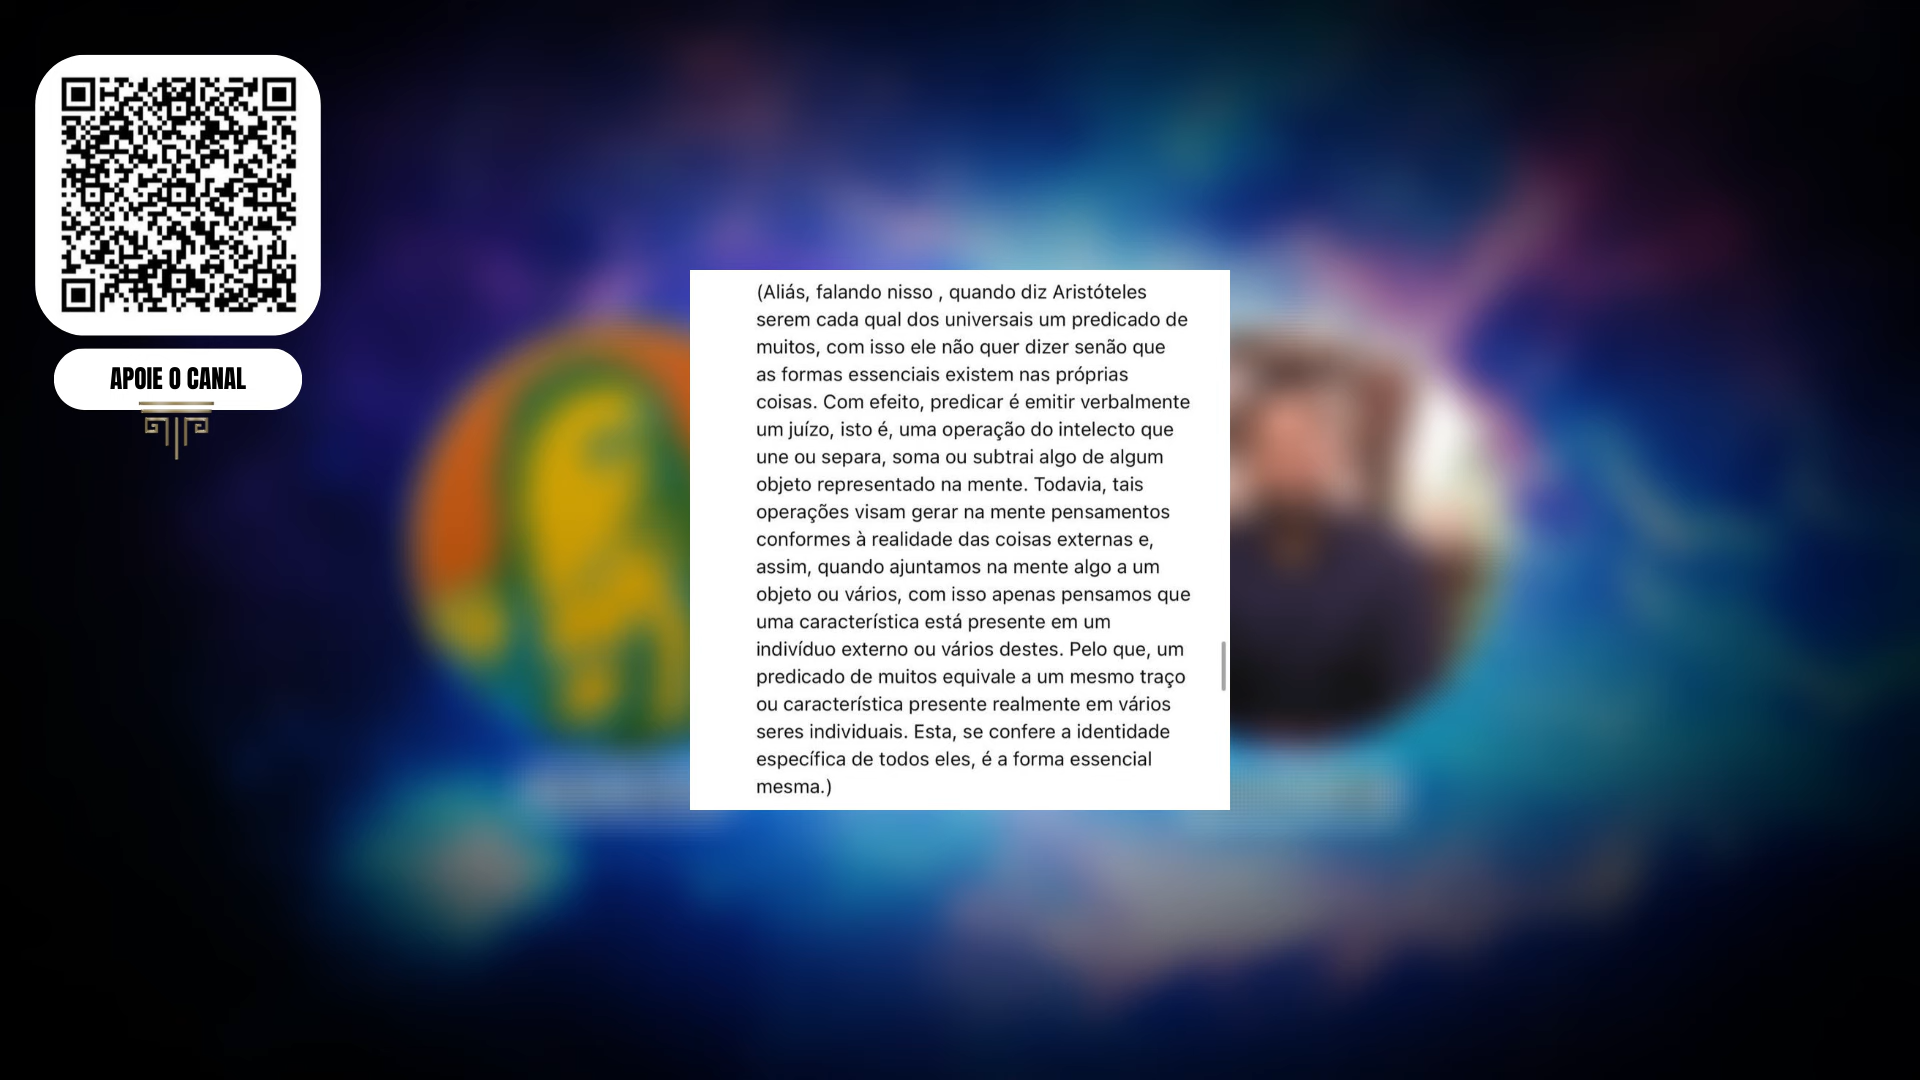 APOIE O CANAL
(Aliás, falando nisso , quando diz Aristóteles
serem cada qual dos universais um predicado de
muitos, com isso ele não quer dizer senão que
as formas essenciais existem nas próprias
coisas. Com efeito, predicar é emitir verbalmente
um juízo, isto é, uma operação do intelecto que
une ou separa, soma ou subtrai algo de algum
objeto representado na mente. Todavia, tais
operações visam gerar na mente pensamentos
conformes à realidade das coisas externas e,
assim, quando ajuntamos na mente algo a um
objeto ou vários, com isso apenas pensamos que
uma característica está presente em um
indivíduo externo ou vários destes. Pelo que, um
predicado de muitos equivale a um mesmo traço
ou característica presente realmente em vários
seres individuais. Esta, se confere a identidade
específica de todos eles, é a forma essencial
mesma.)